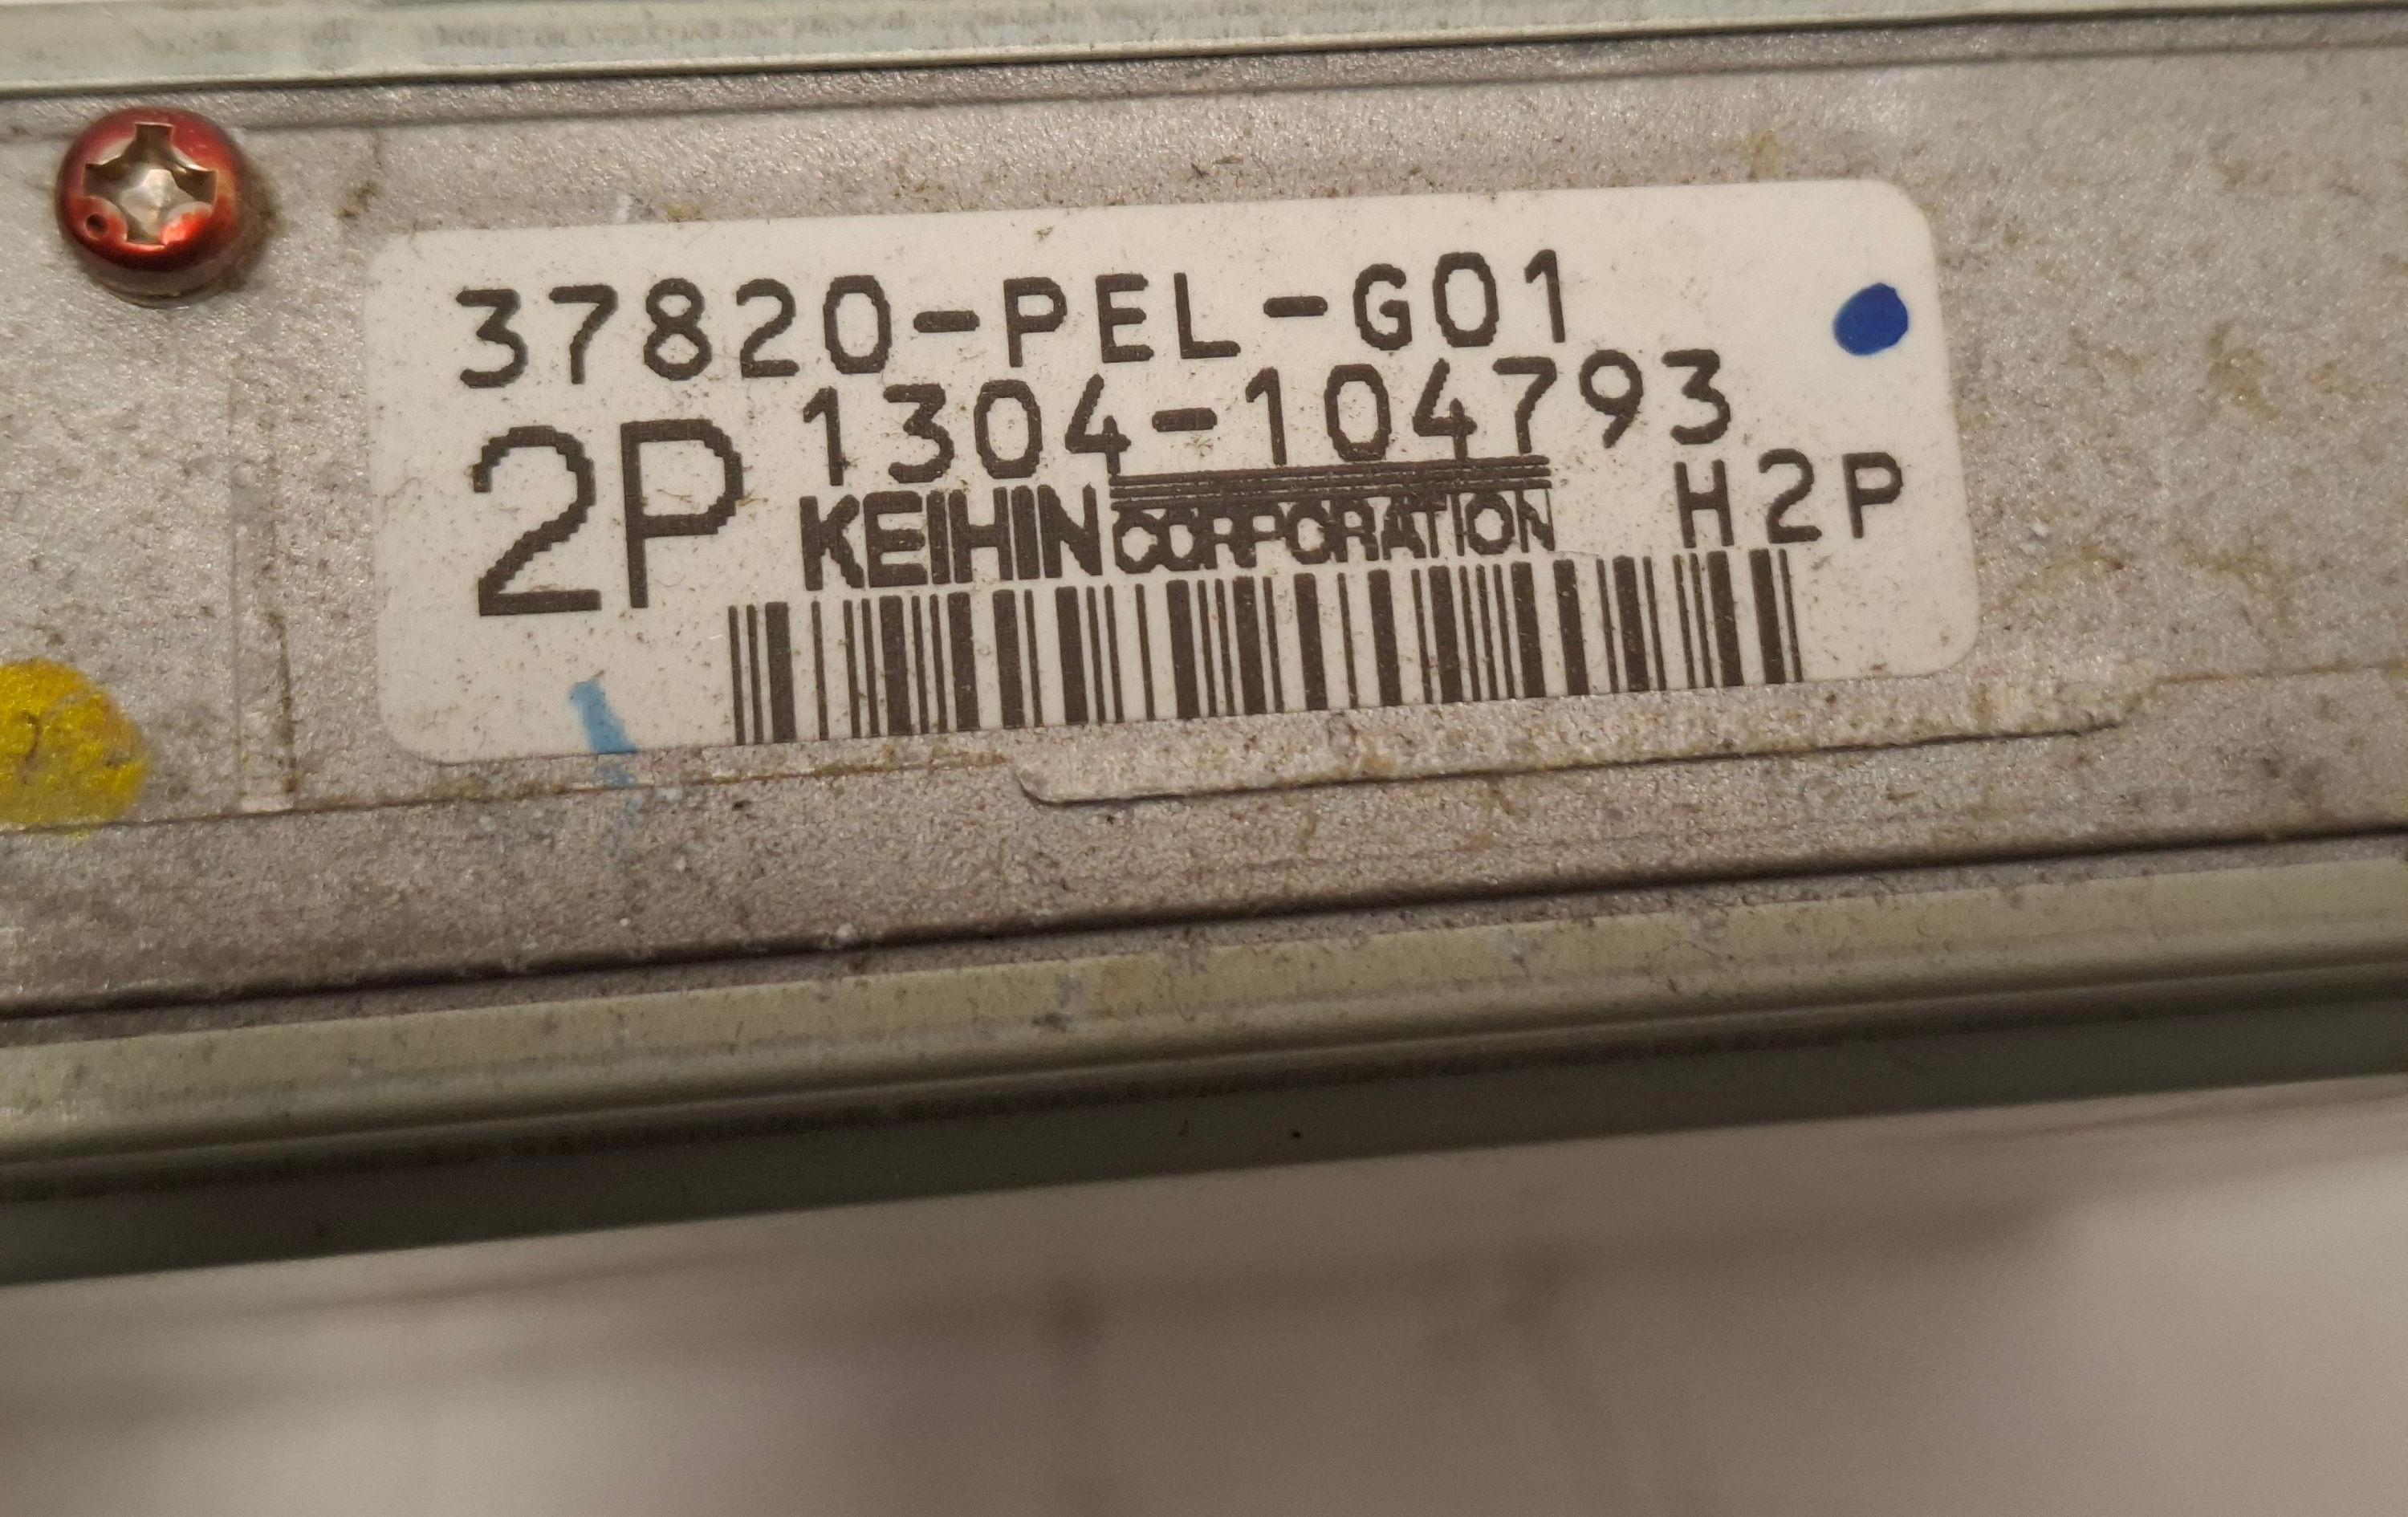 37820-PEL-G01
2P 1304-104793
KEIHIN CORPORATION H2P